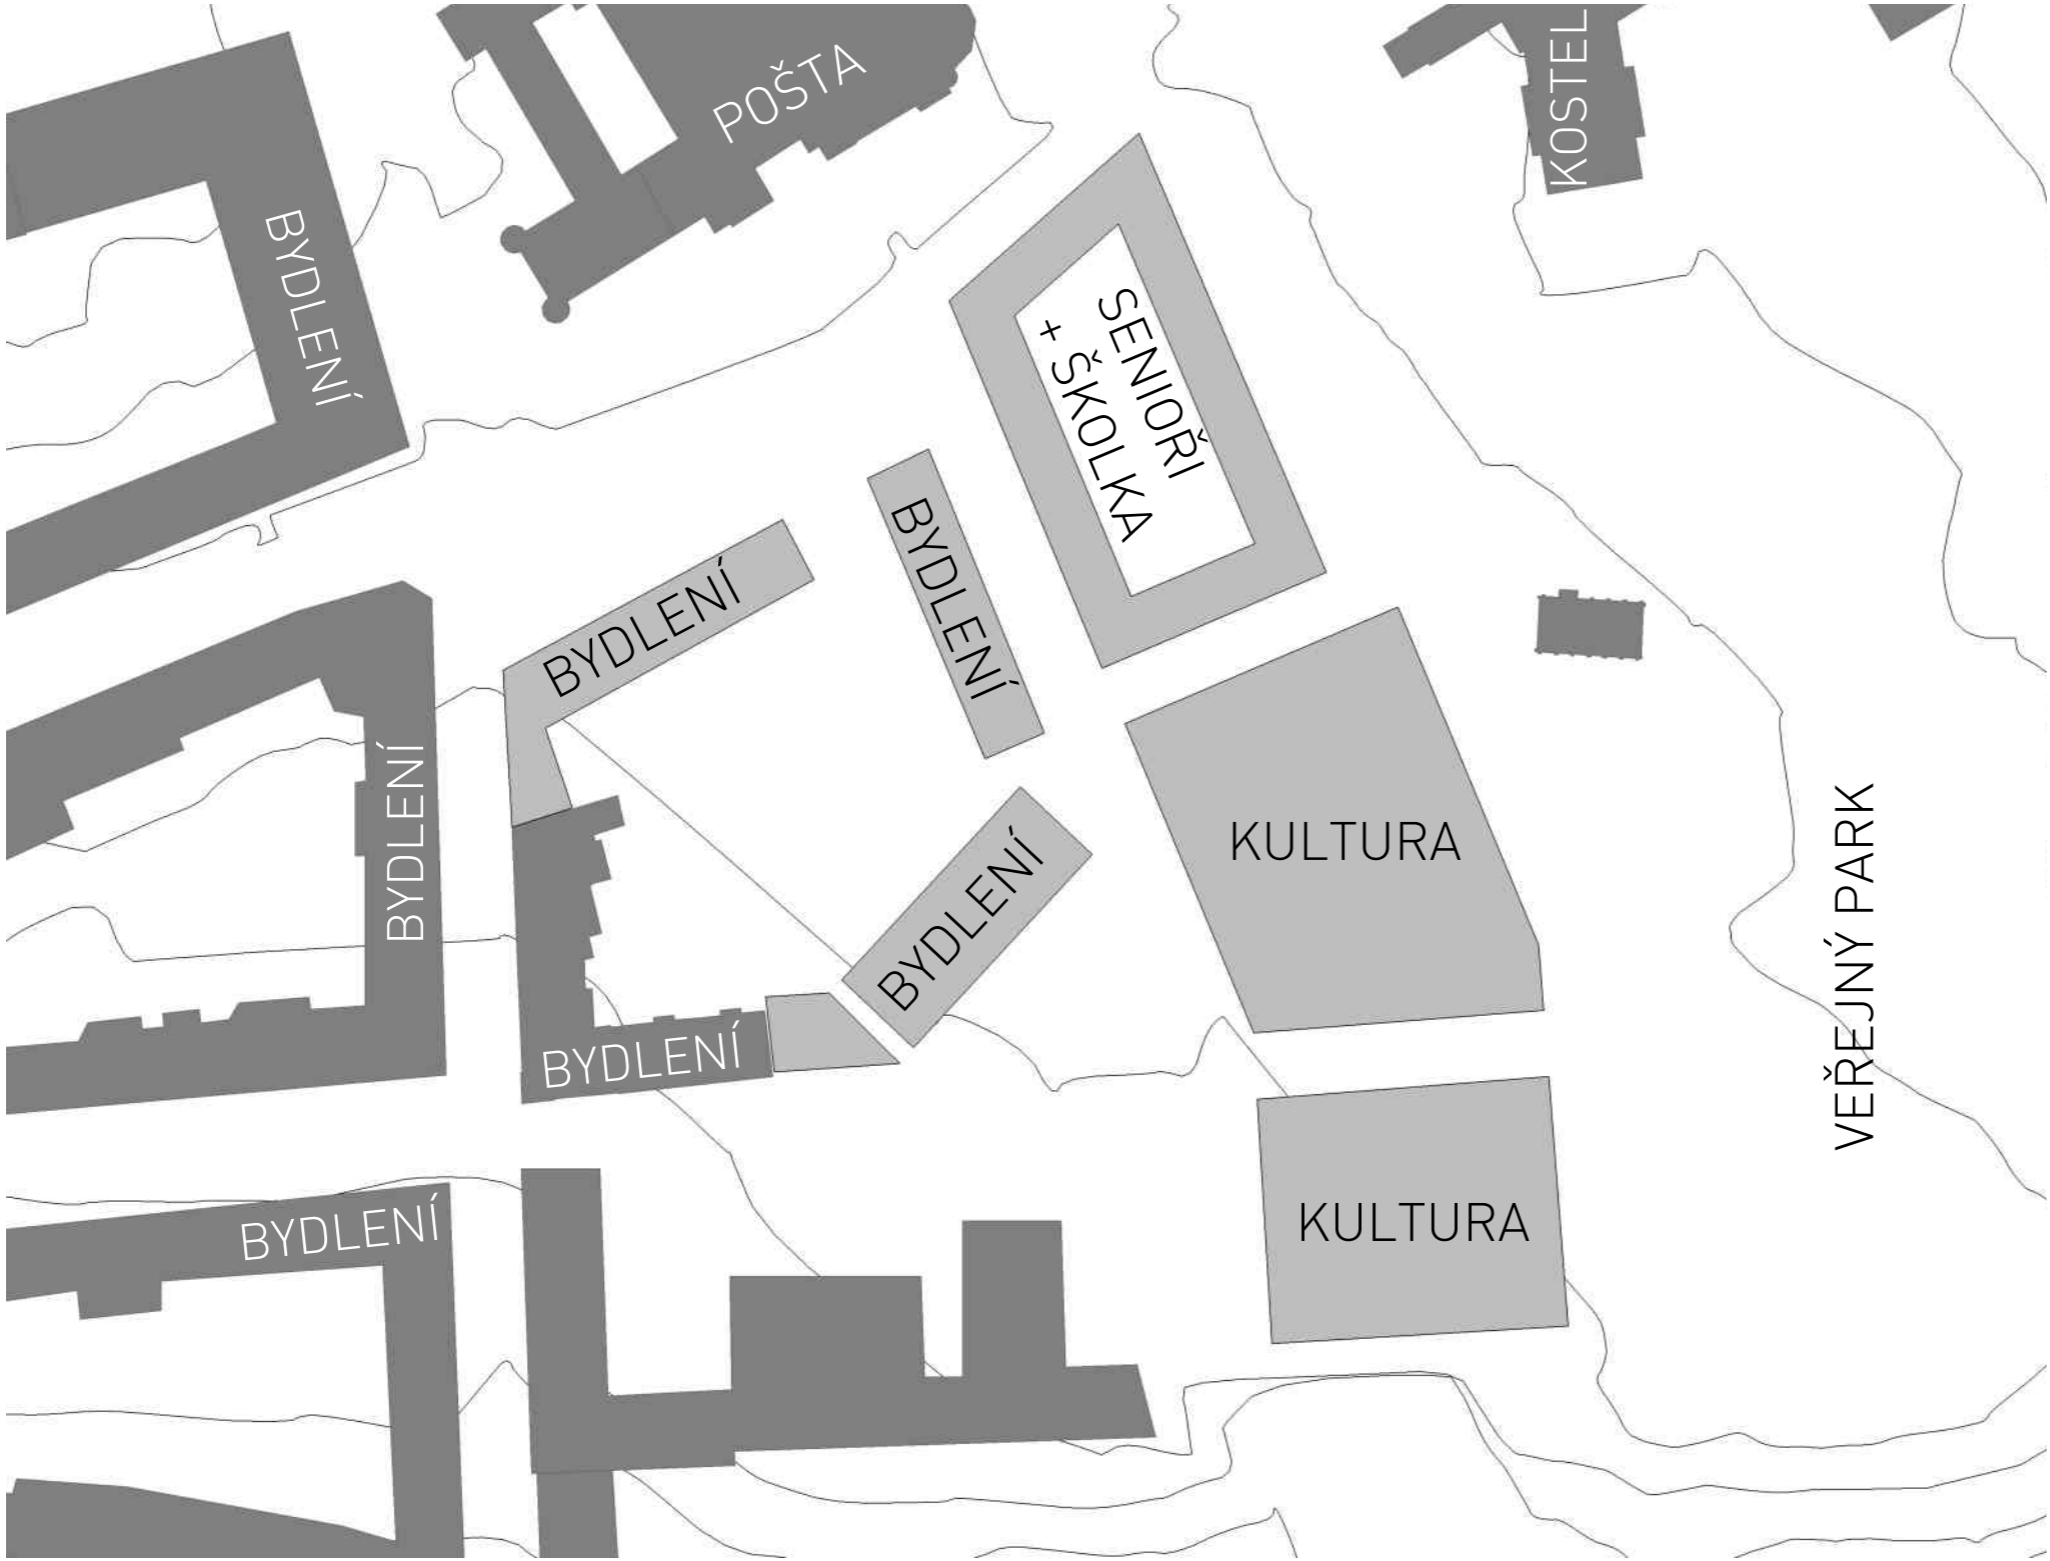 POŠTA
KOSTEL
BYDLENÍ
SENIOŘI
+ ŠKOLKA
BYDLENÍ
BYDLENÍ
BYDLENÍ
KULTURA
BYDLENÍ
VEŘEJNÝ PARK
BYDLENÍ
BYDLENÍ
KULTURA